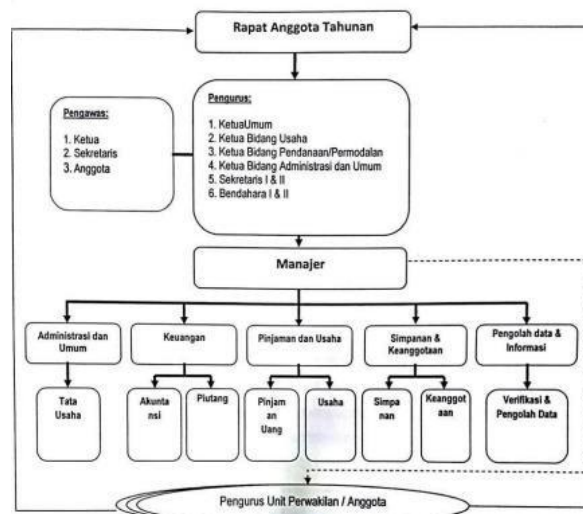 Rapat Anggota Tahunan
Pengawas:
1. Ketua
2. Sekretaris
3. Anggota
Pengurus:
1. KetuaUmum
2. Ketua Bidang Usaha
3. Ketua Bidang Pendanaan/Permodalan
4. Ketua Bidang Administrasi dan Umum
5. Sekretaris I & II
6. Bendahara I & II
Manajer
Administrasi dan
Umum
Keuangan
Pinjaman dan Usaha
Simpanan &
Keanggotaan
Pengolah data &
Informasi
Tata
Usaha
Akunta
nsi
Piutang
Pinjam
an
Uang
Usaha
Simpa
nan
Keanggot
aan
Verifikasi &
Pengolah Data
Pengurus Unit Perwakilan / Anggota